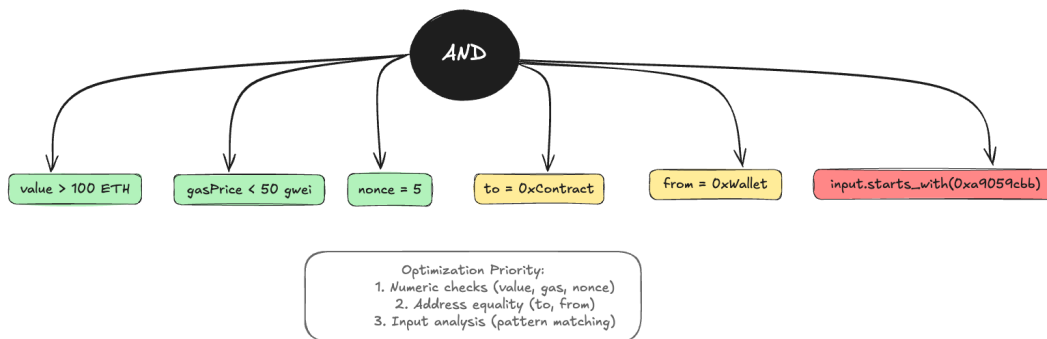 AND
value > 100 ETH
gasPrice < 50 gwei
nonce = 5
to = 0xContract
from = 0xWallet
input.starts_with(0xa9059cbb)
Optimization Priority:
1. Numeric checks (value, gas, nonce)
2. Address equality (to, from)
3. Input analysis (pattern matching)